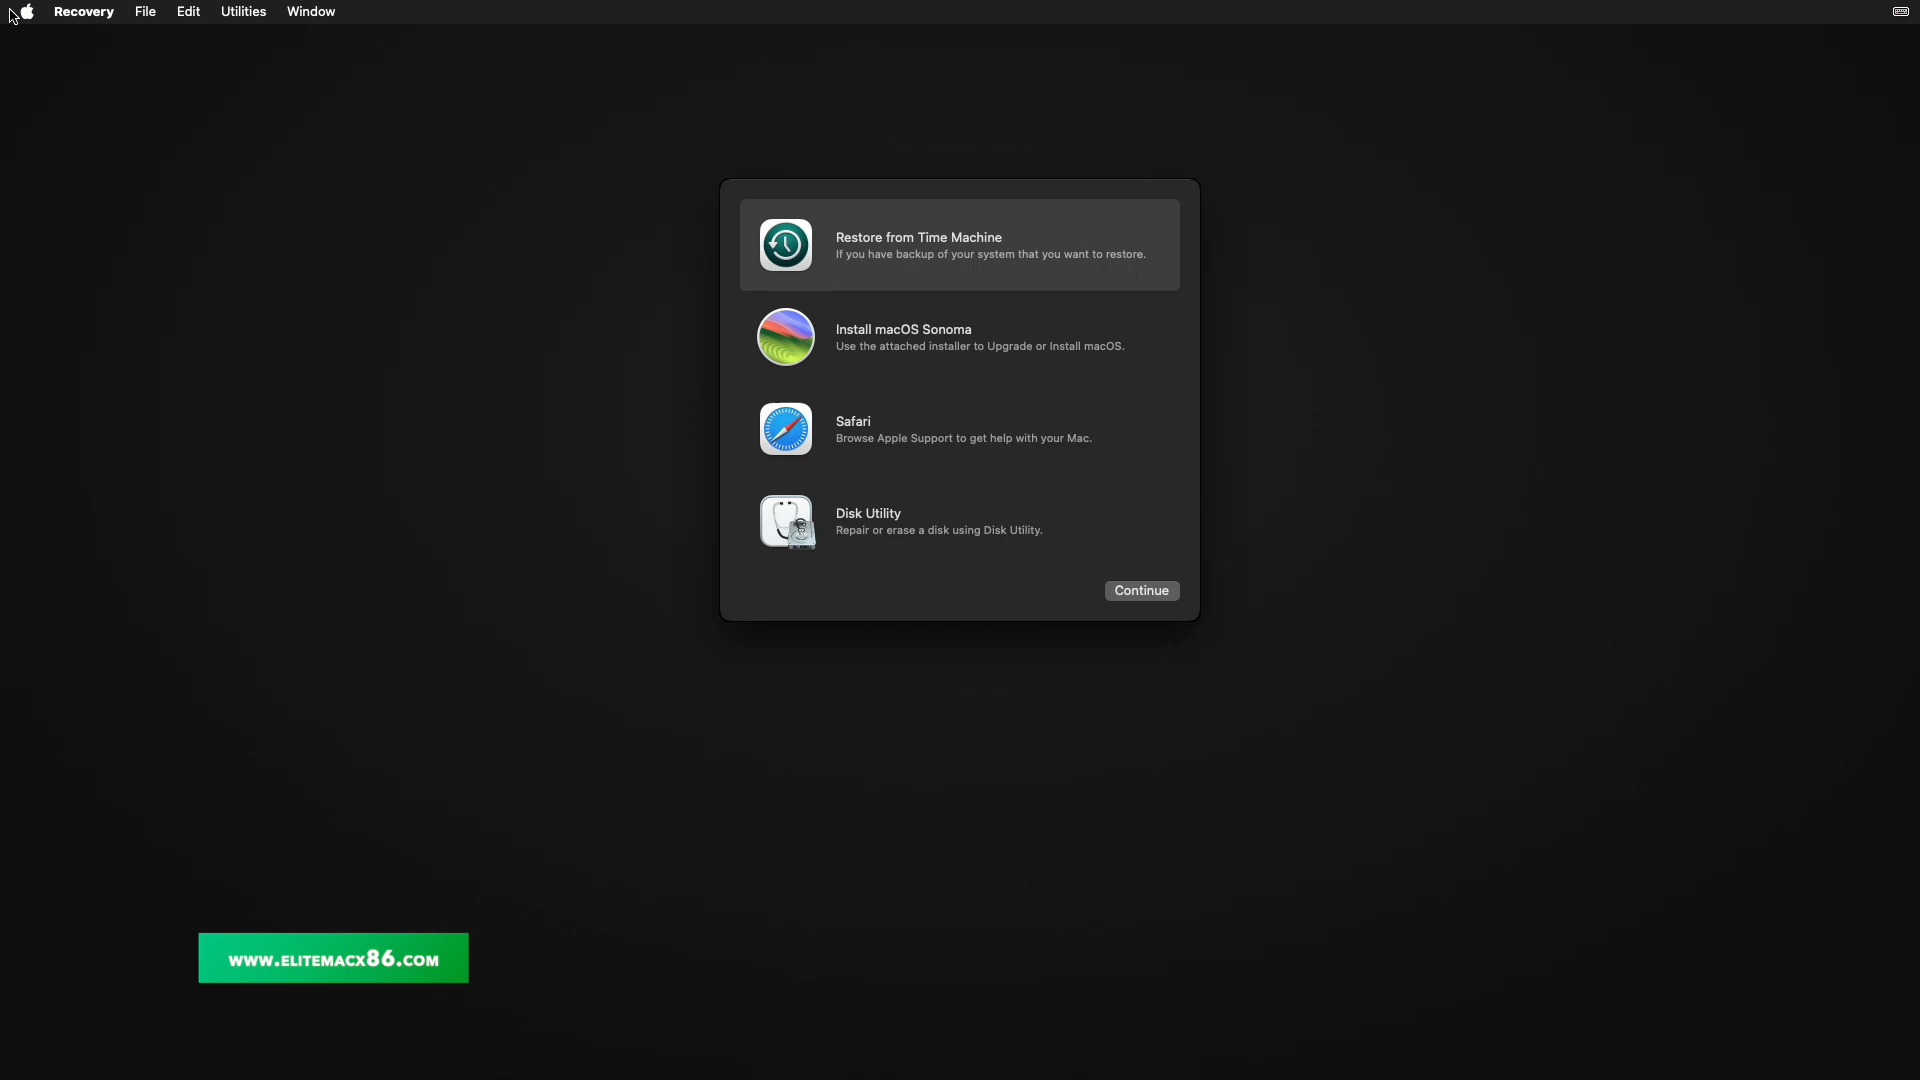 Recovery File Edit Utilities Window
Restore from Time Machine
If you have backup of your system that you want to restore.
Install macOS Sonoma
Use the attached installer to Upgrade or Install macOS.
Safari
Browse Apple Support to get help with your Mac.
Disk Utility
Repair or erase a disk using Disk Utility.
Continue
WWW.ELITEMACX86.COM